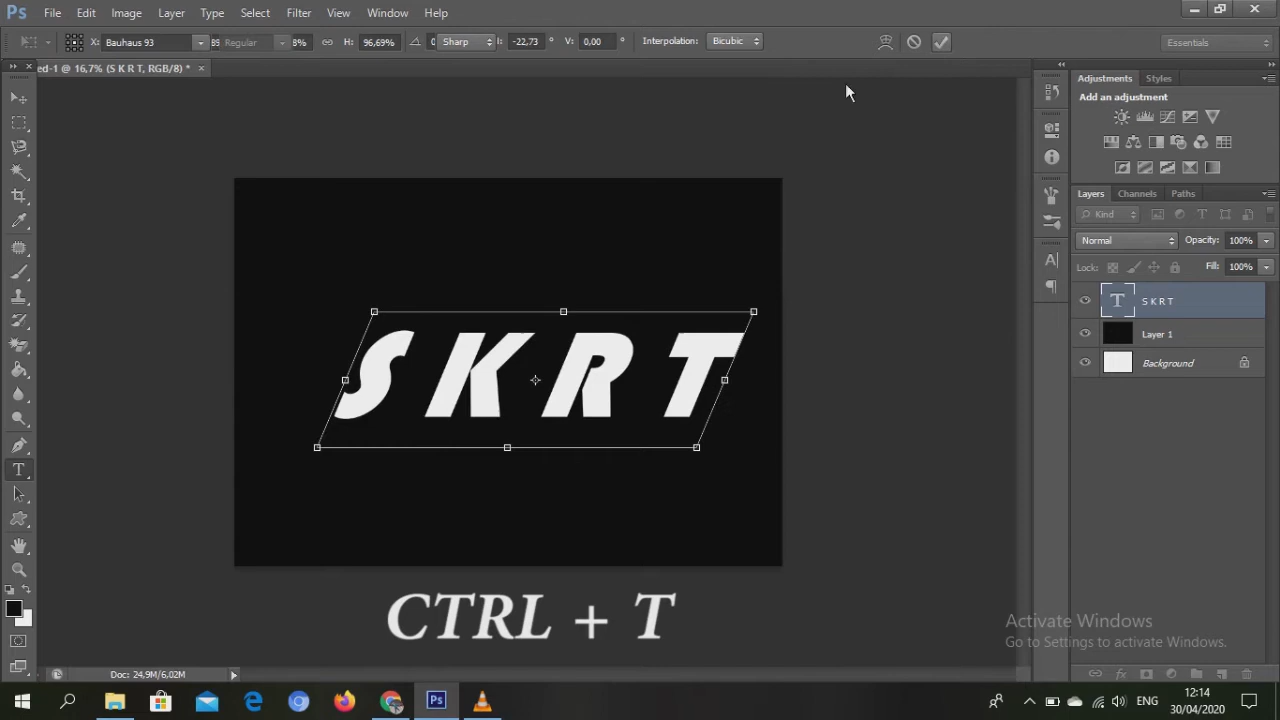 Ps File Edit Image Layer Type Select Filter View Window Help
X: Bauhaus 93 Regular 8% H: 96,69% Sharp -22,73 ° V: 0,00 ° Interpolation: Bicubic Essentials
ed-1 @ 16,7% (S K R T, RGB/8) * ×
Adjustments Styles
Add an adjustment
Layers Channels Paths
Kind
Normal Opacity: 100%
Lock: Fill: 100%
T S K R T
Layer 1
Background
S K R T
CTRL + T
Activate Windows
Go to Settings to activate Windows.
Doc: 24,9M/6,02M
Ps ENG 12:14
30/04/2020